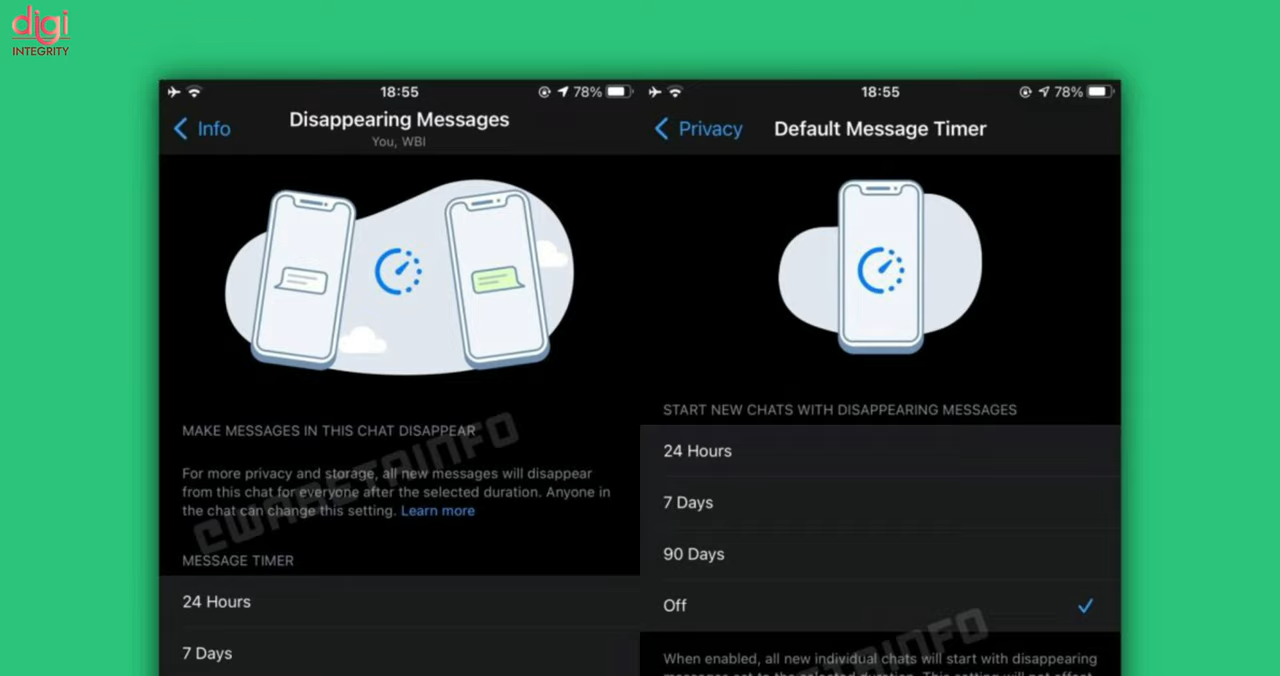 digi
INTEGRITY
18:55
78%
Info
Disappearing Messages
You, WBI
MAKE MESSAGES IN THIS CHAT DISAPPEAR
For more privacy and storage, all new messages will disappear
from this chat for everyone after the selected duration. Anyone in
the chat can change this setting. Learn more
MESSAGE TIMER
24 Hours
7 Days
18:55
78%
Privacy
Default Message Timer
START NEW CHATS WITH DISAPPEARING MESSAGES
24 Hours
7 Days
90 Days
Off
When enabled, all new individual chats will start with disappearing